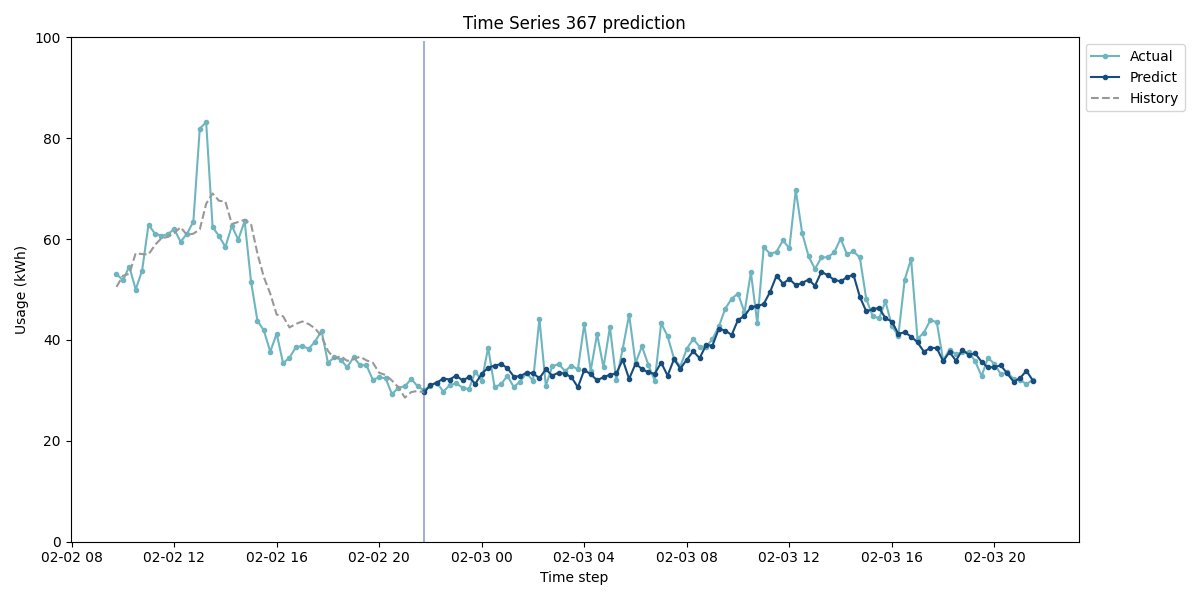 Time Series 367 prediction
100
80
60
40
20
0
Usage (kWh)
02-02 08
02-02 12
02-02 16
02-02 20
02-03 00
02-03 04
02-03 08
02-03 12
02-03 16
02-03 20
Time step
Actual
Predict
History